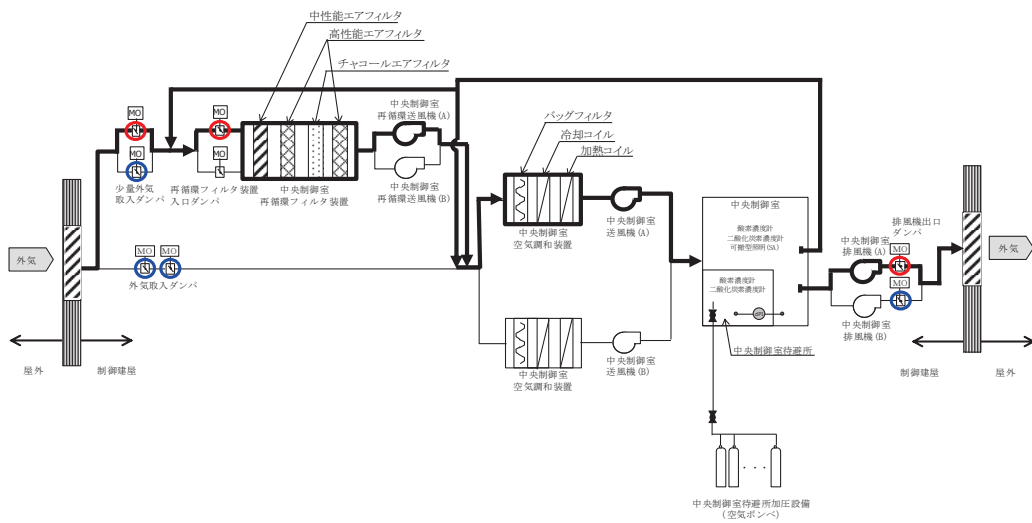 中性能エアフィルタ
高性能エアフィルタ
チャコールエアフィルタ
MO
MO
MO
MO
少量外気
取入ダンパ
再循環フィルタ装置
入口ダンパ
中央制御室
再循環フィルタ装置
中央制御室
再循環送風機(A)
中央制御室
再循環送風機(B)
バッグフィルタ
冷却コイル
加熱コイル
中央制御室
空気調和装置
中央制御室
送風機(A)
中央制御室
酸素濃度計
二酸化炭素濃度計
可搬型照明(SA)
酸素濃度計
二酸化炭素濃度計
dPI
中央制御室待避所
中央制御室
排風機(A)
排風機出口
ダンパ
MO
MO
中央制御室
排風機(B)
外気
外気
MO
MO
外気取入ダンパ
屋外
制御建屋
中央制御室
空気調和装置
中央制御室
送風機(B)
制御建屋
屋外
中央制御室待避所加圧設備
(空気ボンベ)